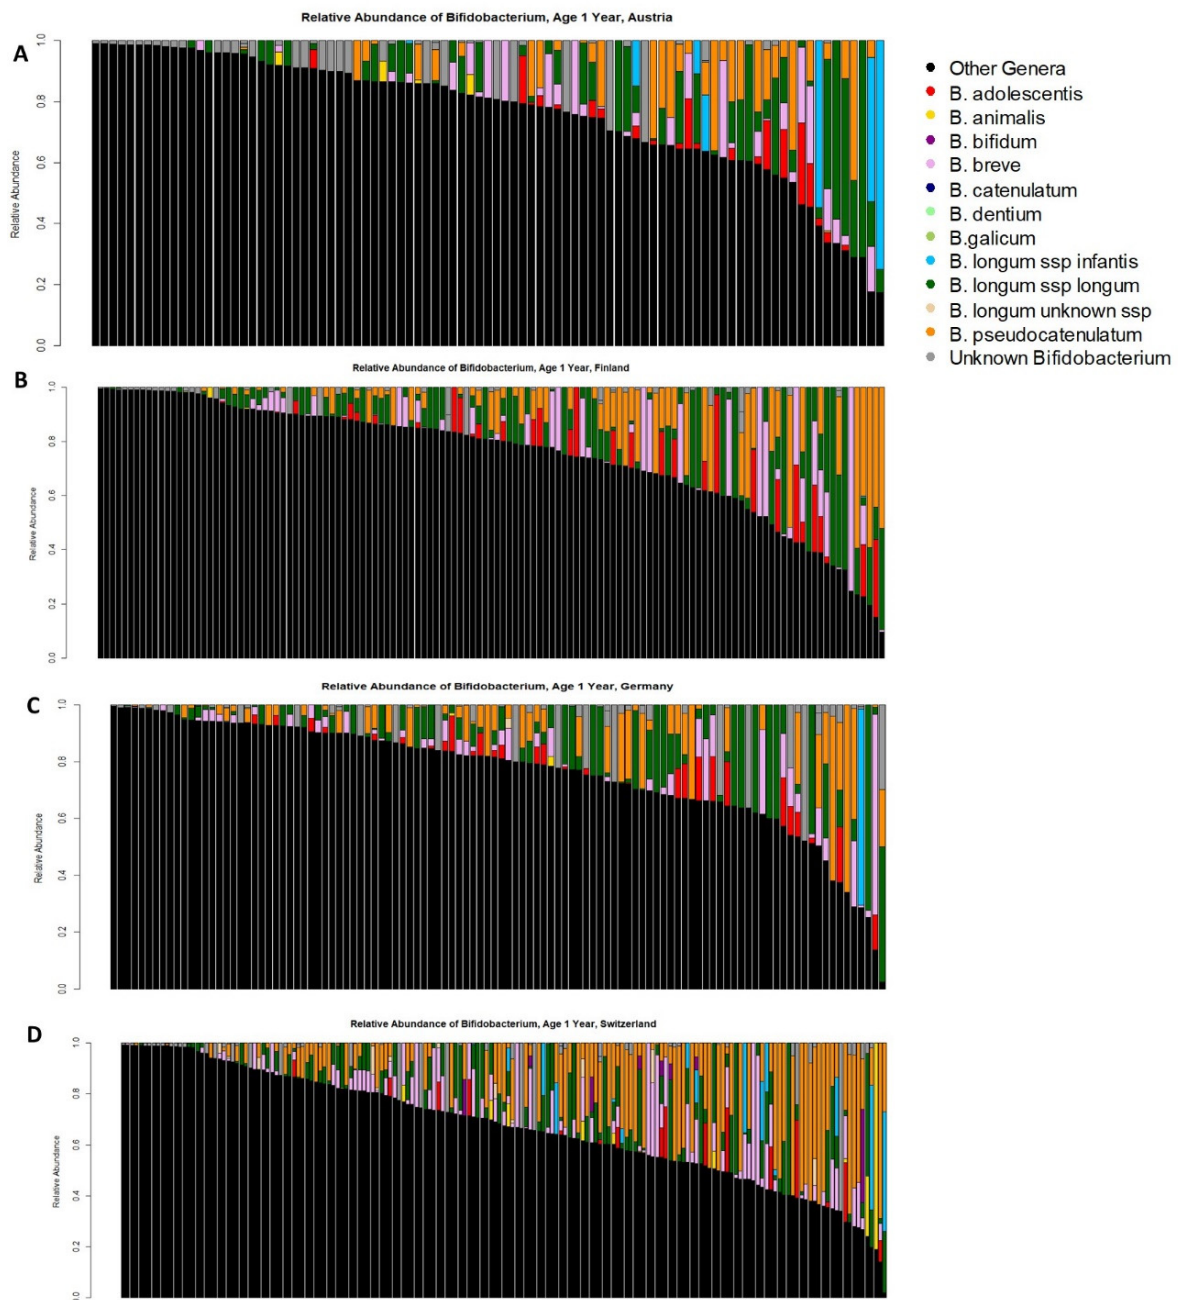 Relative Abundance of Bifidobacterium, Age 1 Year, Austria
A
1.0
0.8
0.6
0.4
0.2
0.0
Relative Abundance
Other Genera
B. adolescentis
B. animalis
B. bifidum
B. breve
B. catenulatum
B. dentium
B.galicum
B. longum ssp infantis
B. longum ssp longum
B. longum unknown ssp
B. pseudocatenulatum
Unknown Bifidobacterium
Relative Abundance of Bifidobacterium, Age 1 Year, Finland
B
1.0
0.8
0.6
0.4
0.2
0.0
Relative Abundance
Relative Abundance of Bifidobacterium, Age 1 Year, Germany
C
1.0
0.8
0.6
0.4
0.2
0.0
Relative Abundance
Relative Abundance of Bifidobacterium, Age 1 Year, Switzerland
D
1.0
0.8
0.6
0.4
0.2
0.0
Relative Abundance